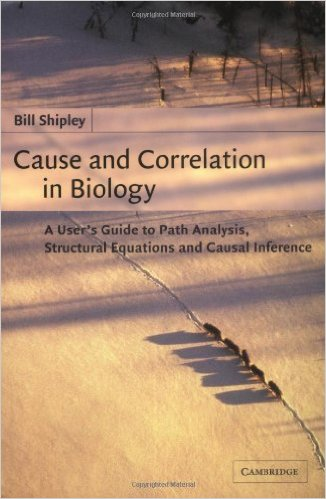 Bill Shipley
Cause and Correlation
in Biology
A User's Guide to Path Analysis,
Structural Equations and Causal Inference
CAMBRIDGE